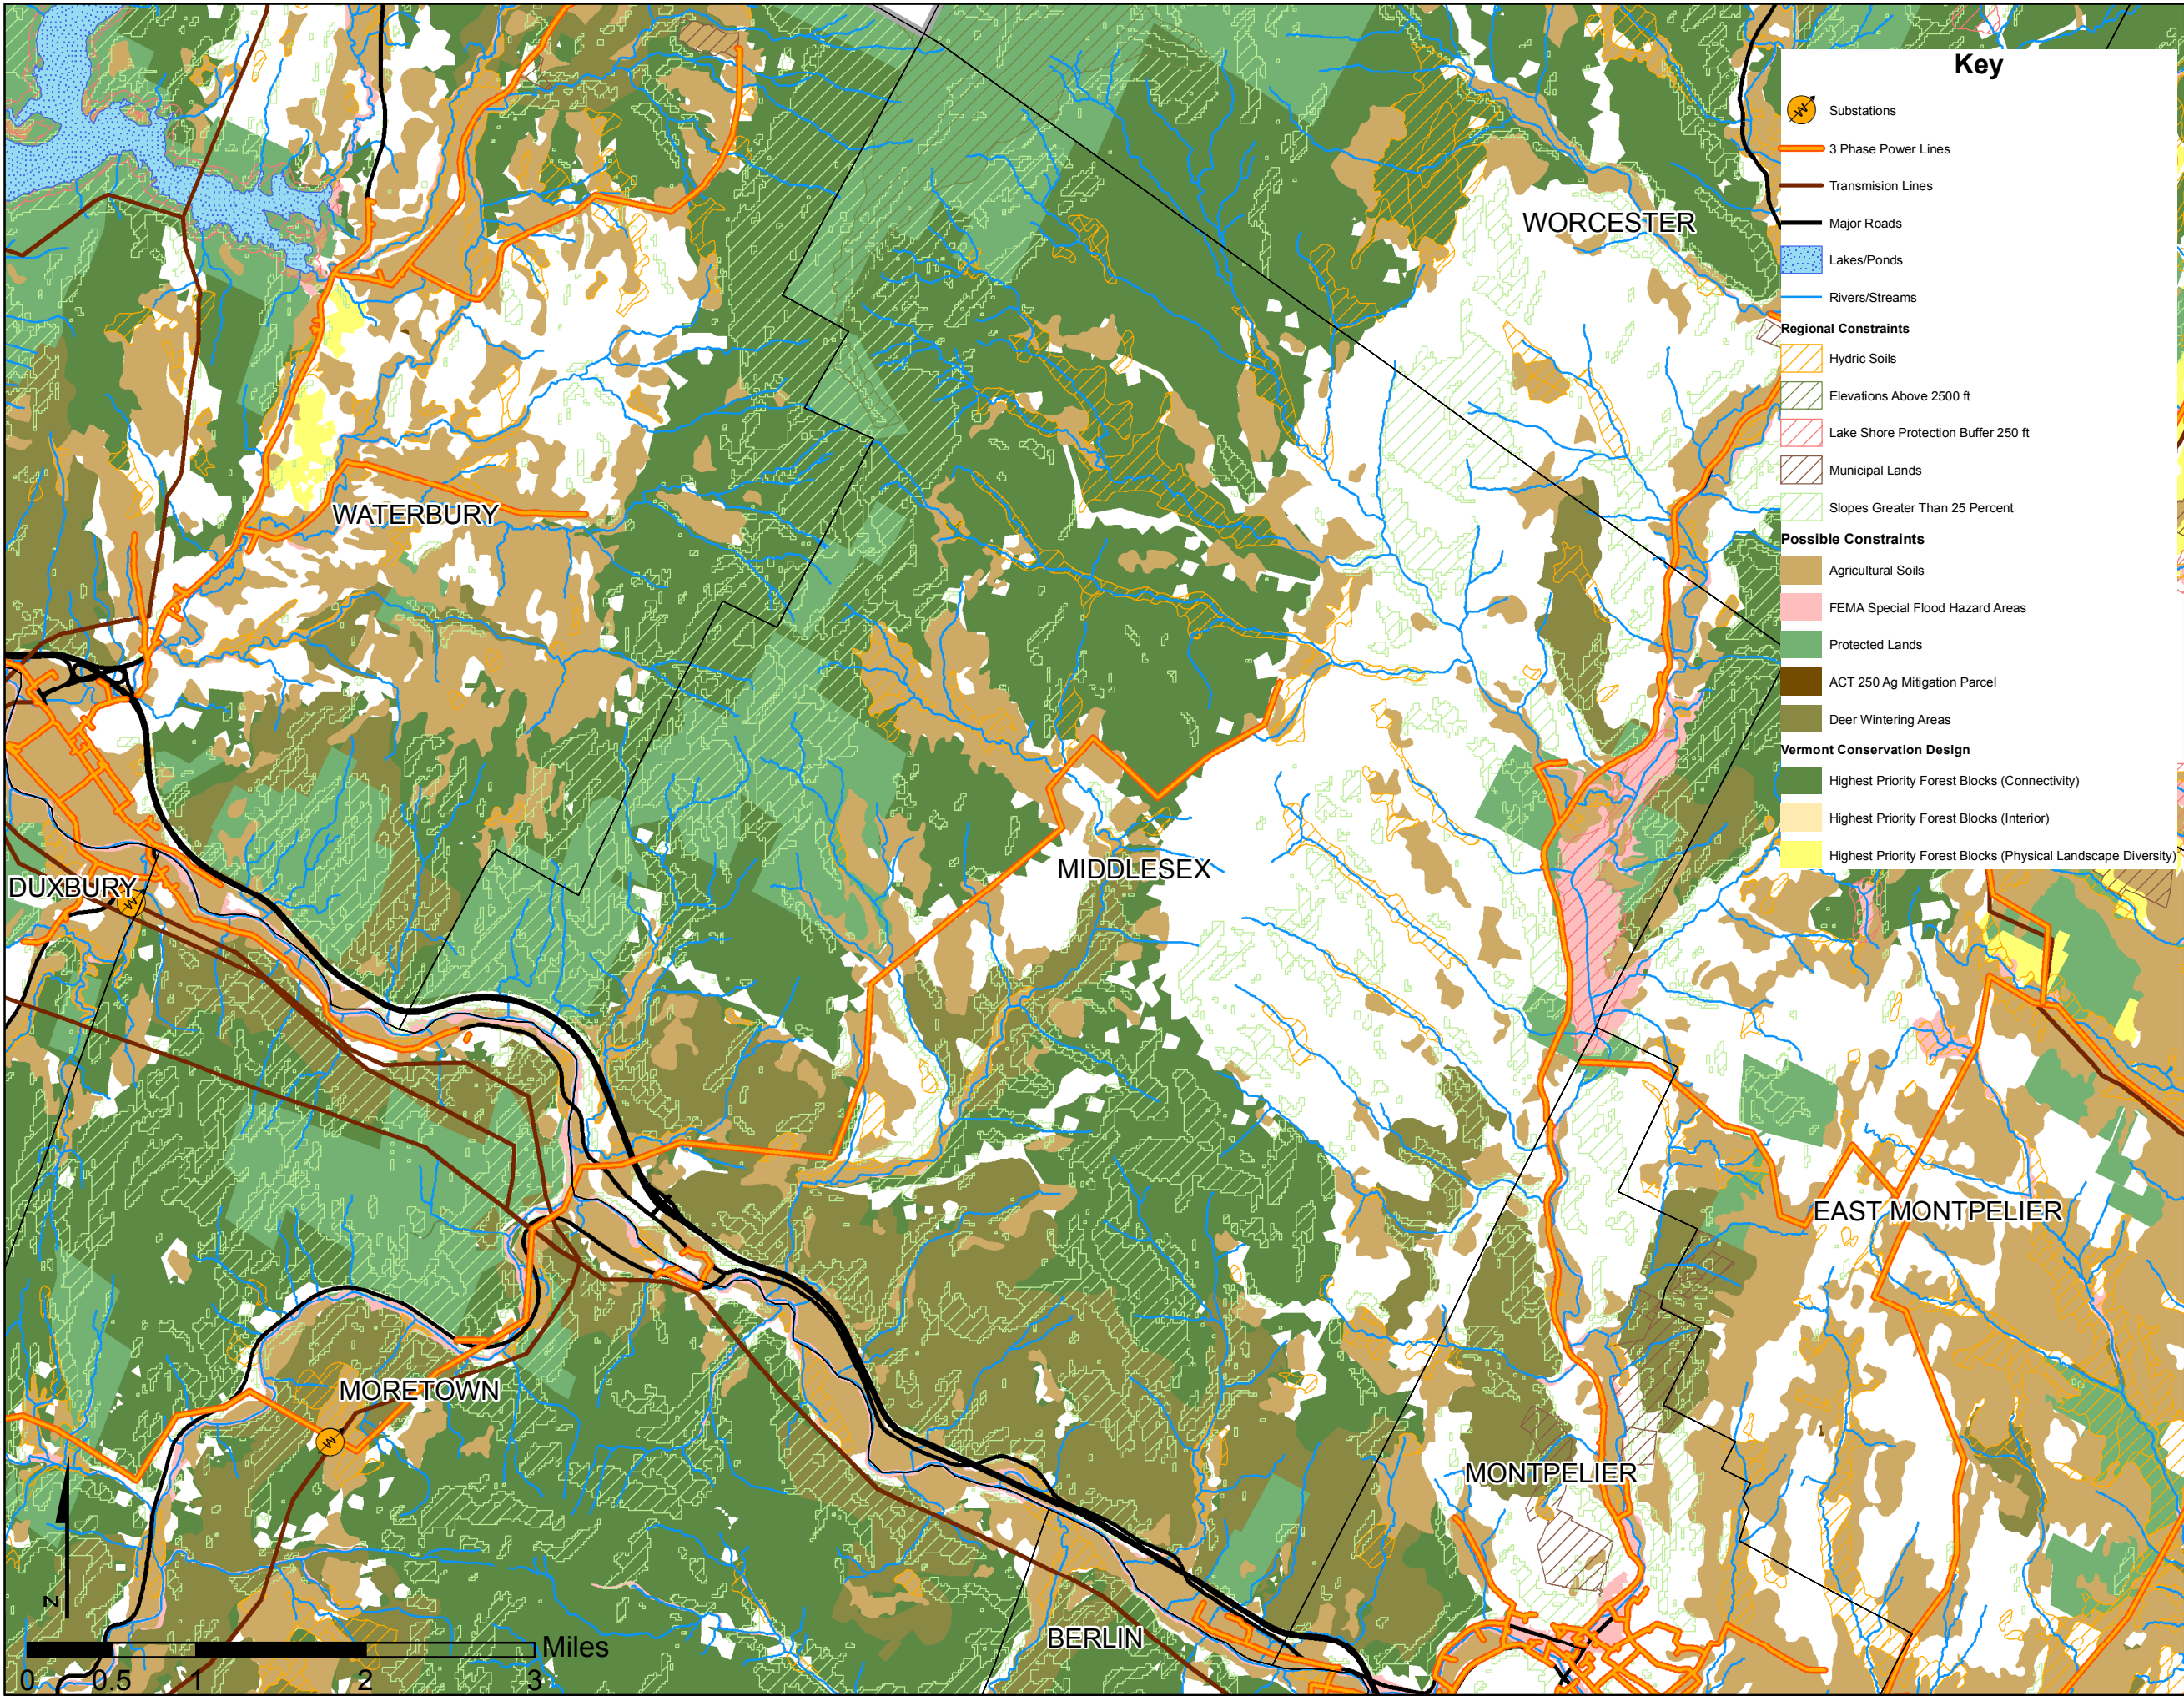 Key
Substations
3 Phase Power Lines
Transmision Lines
Major Roads
Lakes/Ponds
Rivers/Streams
Regional Constraints
Hydric Soils
Elevations Above 2500 ft
Lake Shore Protection Buffer 250 ft
Municipal Lands
Slopes Greater Than 25 Percent
Possible Constraints
Agricultural Soils
FEMA Special Flood Hazard Areas
Protected Lands
ACT 250 Ag Mitigation Parcel
Deer Wintering Areas
Vermont Conservation Design
Highest Priority Forest Blocks (Connectivity)
Highest Priority Forest Blocks (Interior)
Highest Priority Forest Blocks (Physical Landscape Diversity)
WORCESTER
WATERBURY
MIDDLESEX
DUXBURY
EAST MONTPELIER
MORETOWN
MONTPELIER
BERLIN
N
Miles
0 0.5 1 2 3